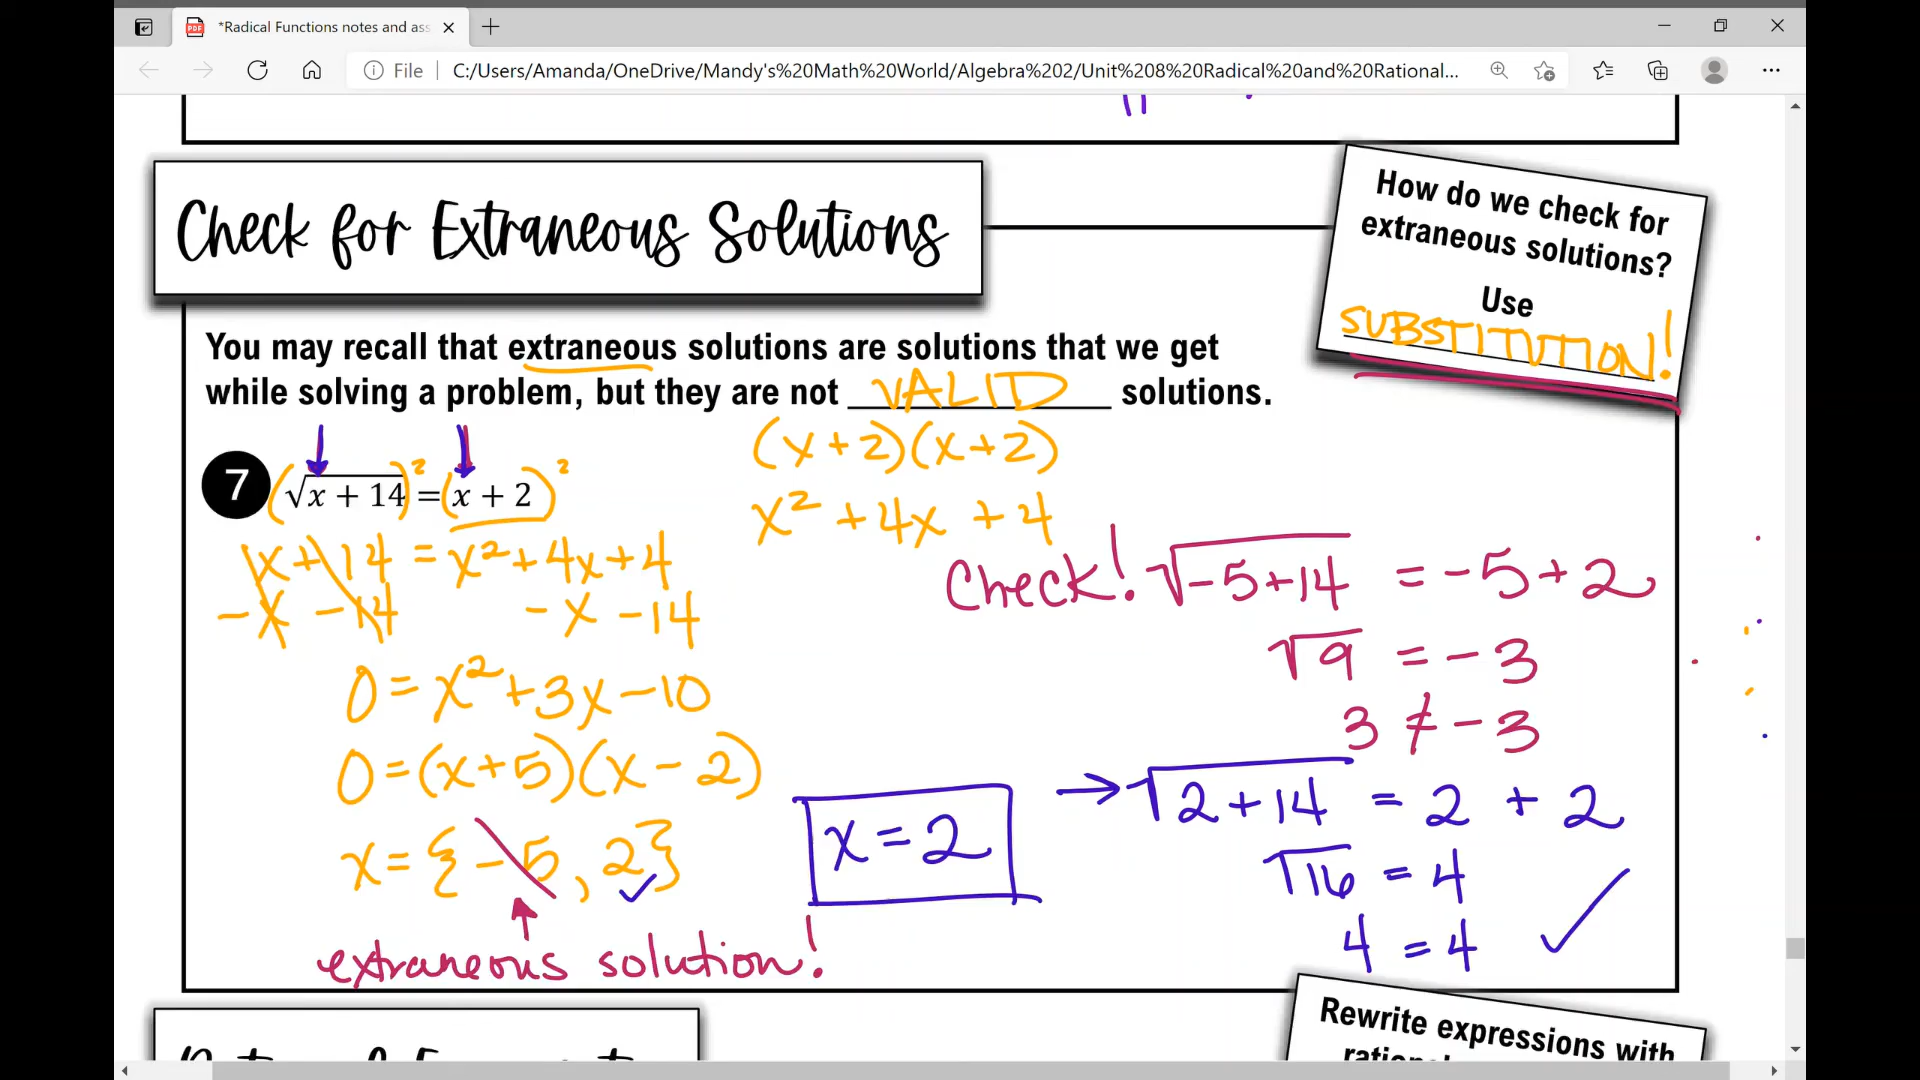 *Radical Functions notes and ass
File
C:/Users/Amanda/OneDrive/Mandy's%20Math%20World/Algebra%202/Unit%208%20Radical%20and%20Rational...
Check for Extraneous Solutions
How do we check for
extraneous solutions?
Use
SUBSTITUTION!
You may recall that extraneous solutions are solutions that we get
while solving a problem, but they are not VALID solutions.
7 (√x + 14)² = (x + 2)²
x + 14 = x² + 4x + 4
- x - 14 - x - 14
0 = x² + 3x - 10
0 = (x + 5)(x - 2)
x = {-5, 2}
extraneous solution!
(x + 2)(x + 2)
x² + 4x + 4
x = 2
Check! √-5+14 = -5+2
√9 = -3
3 ≠ -3
→ √2+14 = 2 + 2
√16 = 4
4 = 4 ✓
Rewrite expressions with